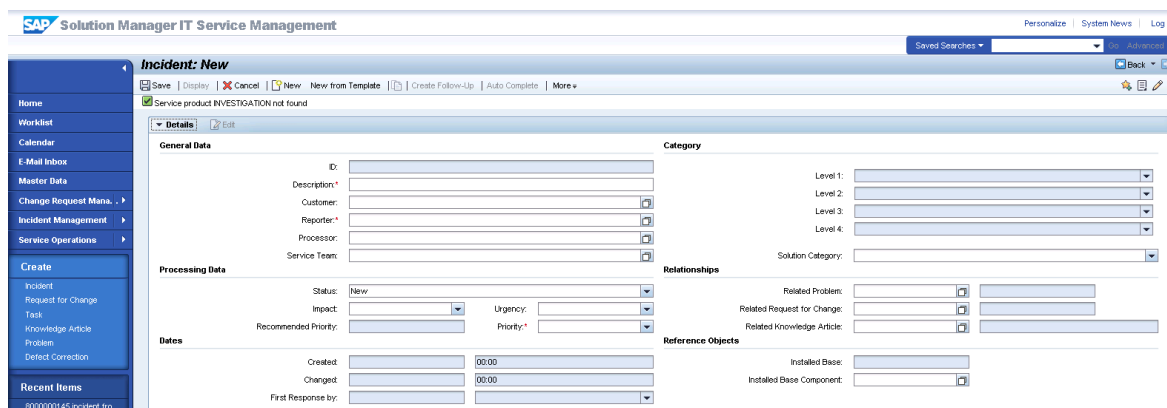 SAP Solution Manager IT Service Management
Personalize System News Log
Saved Searches Go Advanced
Incident: New
Back
Save Display Cancel New New from Template Create Follow-Up Auto Complete More
Service product INVESTIGATION not found
Home
Worklist
Calendar
E-Mail Inbox
Master Data
Change Request Mana. .
Incident Management
Service Operations
Create
Incident
Request for Change
Task
Knowledge Article
Problem
Defect Correction
Recent Items
8000000145 incident fro
Details Edit
General Data
ID:
Description:*
Customer:
Reporter:*
Processor:
Service Team:
Processing Data
Status: New
Impact: Urgency:
Recommended Priority: Priority:*
Dates
Created: 00:00
Changed: 00:00
First Response by:
Category
Level 1:
Level 2:
Level 3:
Level 4:
Solution Category:
Relationships
Related Problem:
Related Request for Change:
Related Knowledge Article:
Reference Objects
Installed Base:
Installed Base Component: